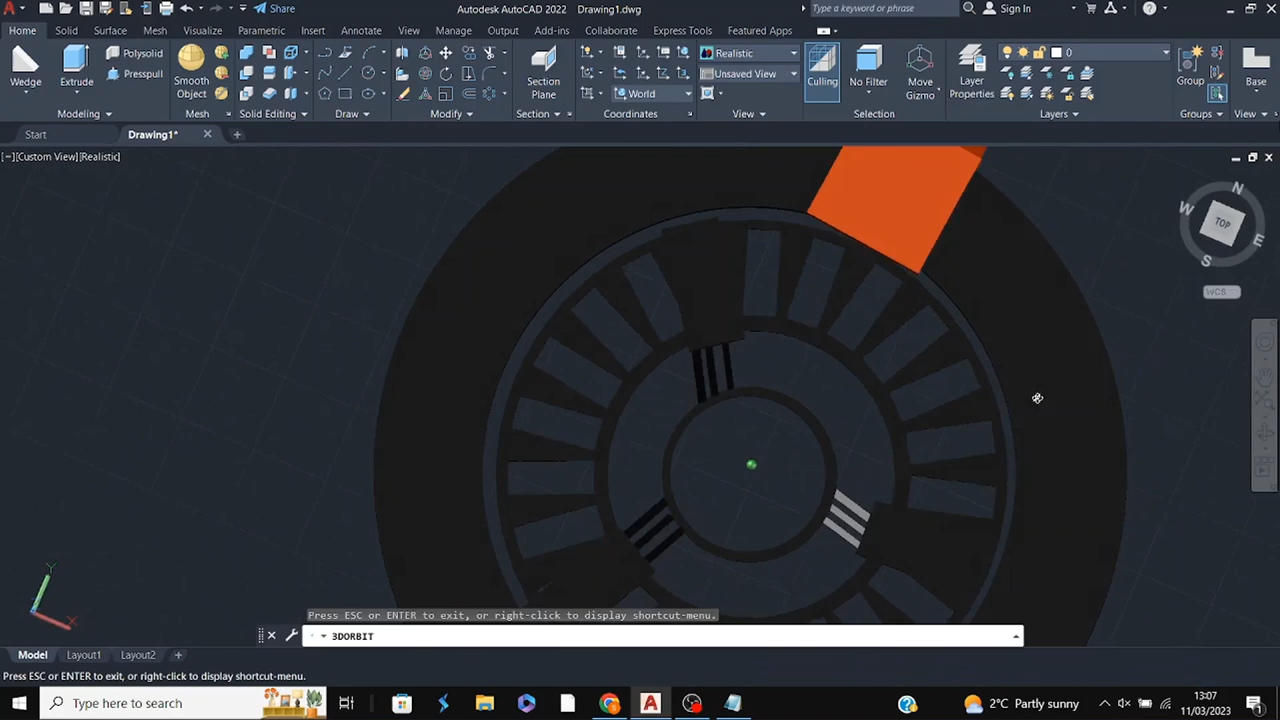 Share
Autodesk AutoCAD 2022 Drawing1.dwg
Type a keyword or phrase
Sign In
Home Solid Surface Mesh Visualize Parametric Insert Annotate View Manage Output Add-ins Collaborate Express Tools Featured Apps
Wedge
Extrude
Polysolid
Presspull
Smooth
Object
Section
Plane
World
Realistic
Unsaved View
Culling
No Filter
Move
Gizmo
Layer
Properties
0
Group
Base
Modeling Mesh Solid Editing Draw Modify Section Coordinates View Selection Layers Groups View
Start Drawing1* +
[−][Custom View][Realistic]
N
W TOP E
S
WCS
Y
X
Press ESC or ENTER to exit, or right-click to display shortcut-menu.
3DORBIT
Model Layout1 Layout2 +
Press ESC or ENTER to exit, or right-click to display shortcut-menu.
Type here to search
2°C Partly sunny
13:07
11/03/2023